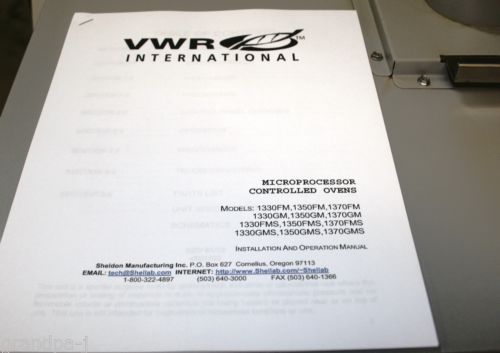 VWR TM
INTERNATIONAL
MICROPROCESSOR
CONTROLLED OVENS
MODELS: 1330FM,1350FM,1370FM
1330GM,1350GM,1370GM
1330FMS,1350FMS,1370FMS
1330GMS,1350GMS,1370GMS
INSTALLATION AND OPERATION MANUAL
Sheldon Manufacturing Inc. P.O. Box 627 Cornelius, Oregon 97113
EMAIL: tech@Shellab.com INTERNET: http://www.Shellab.com/~Shellab
1-800-322-4897 (503) 640-3000 FAX (503) 640-1366
grandpa-j